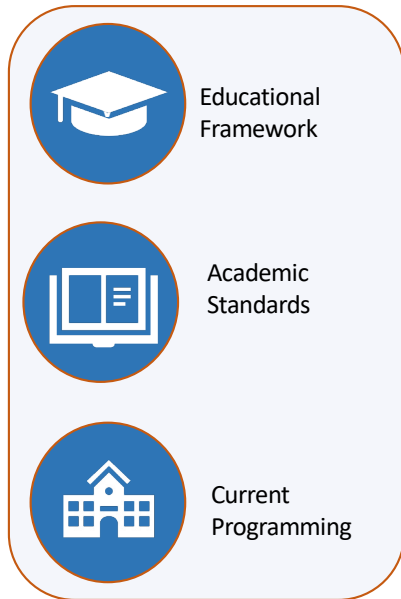 Educational
Framework
Academic
Standards
Current
Programming